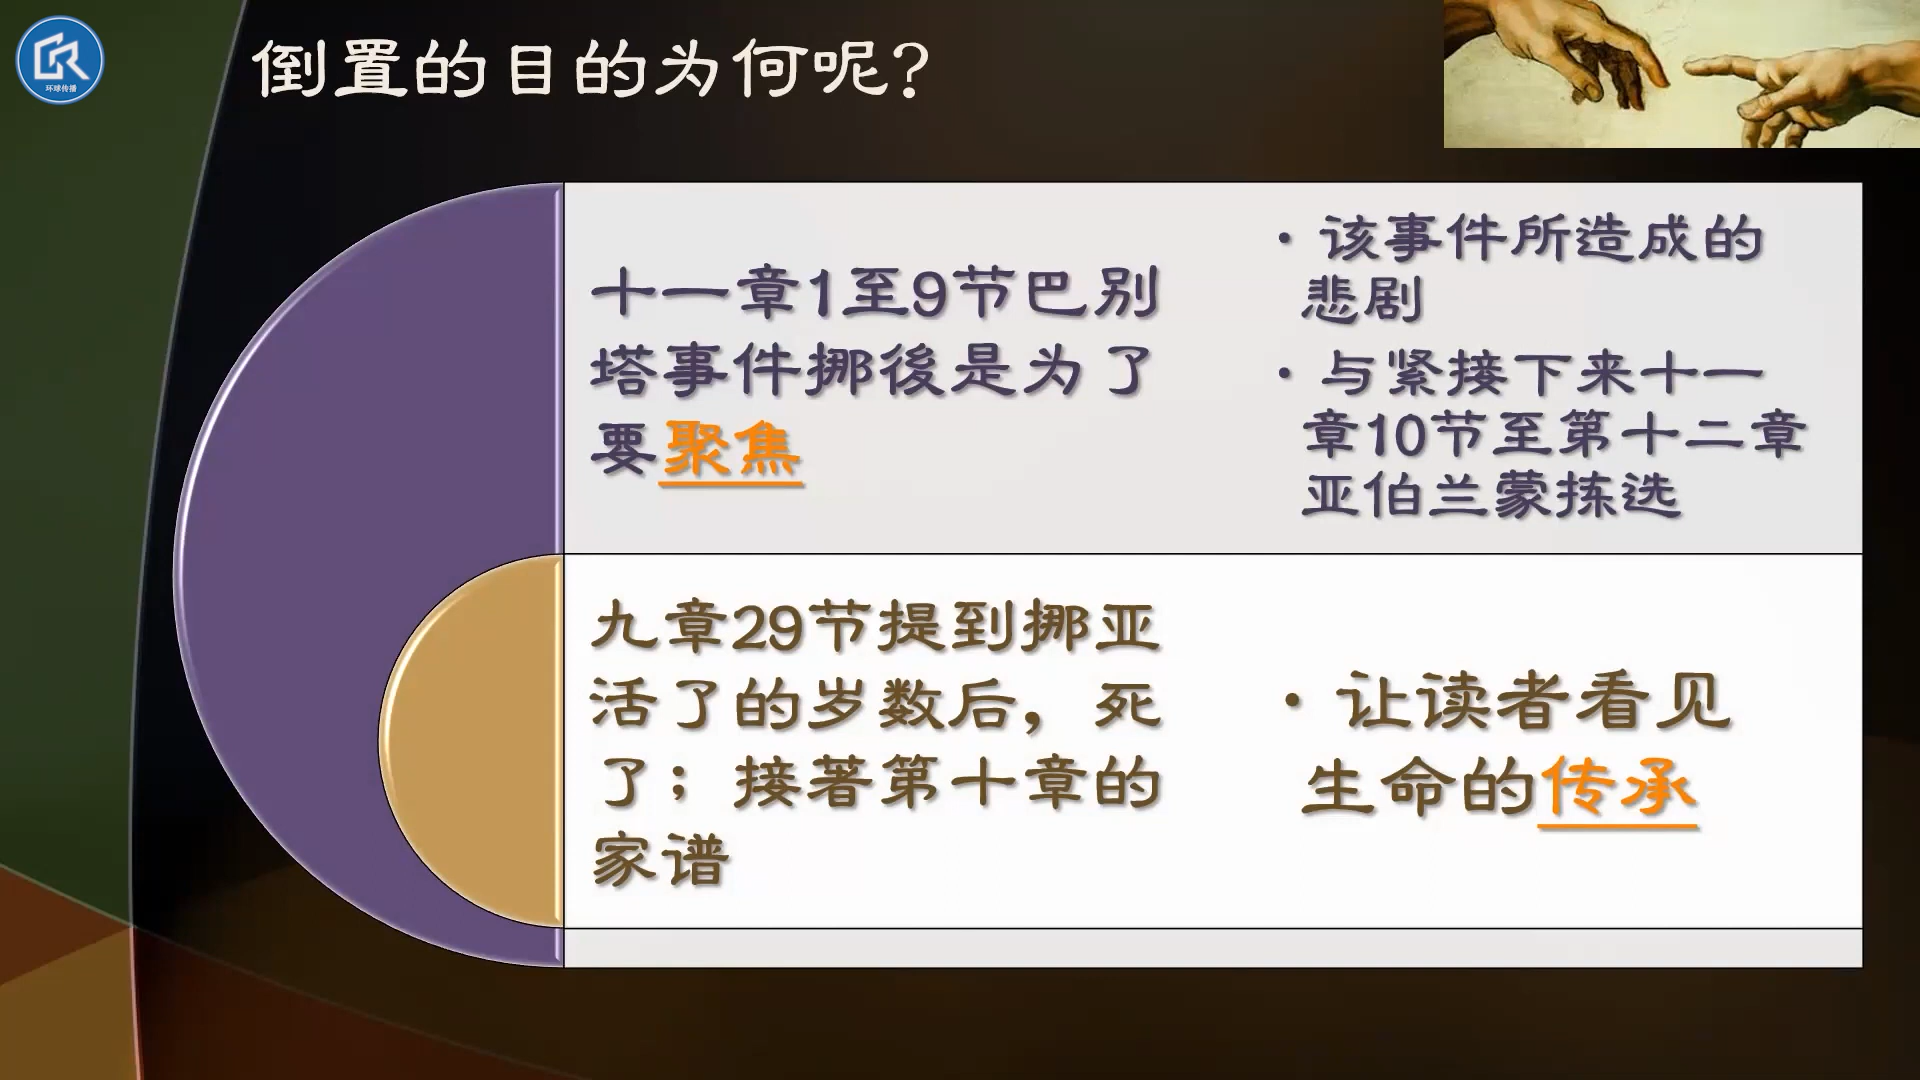 环球传播
倒置的目的为何呢?
十一章1至9节巴别
塔事件挪後是为了
要聚焦
• 该事件所造成的
悲剧
• 与紧接下来十一
章10节至第十二章
亚伯兰蒙拣选
九章29节提到挪亚
活了的岁数后，死
了；接著第十章的
家谱
• 让读者看见
生命的传承